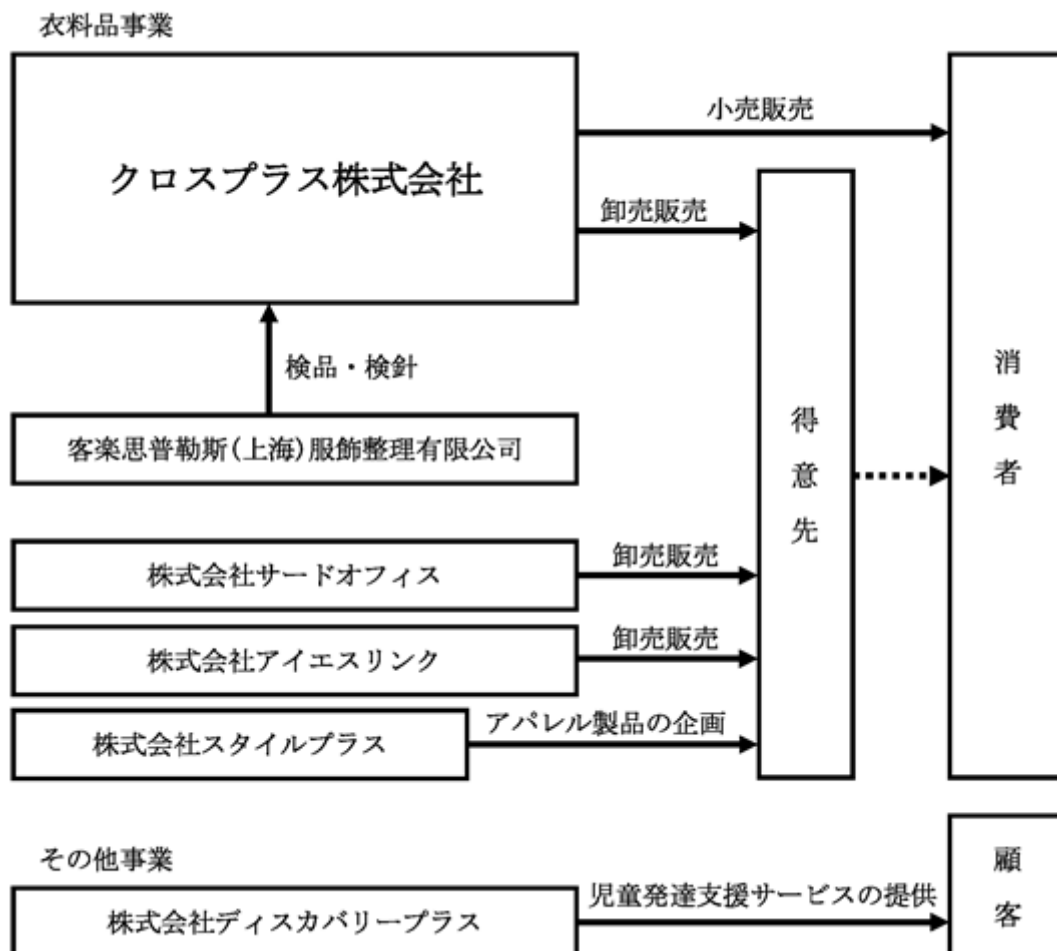 衣料品事業
クロスプラス株式会社
小売販売
卸売販売
検品・検針
客楽思普勒斯(上海)服飾整理有限公司
株式会社サードオフィス
卸売販売
株式会社アイエスリンク
卸売販売
株式会社スタイルプラス
アパレル製品の企画
得意先
消費者
その他事業
株式会社ディスカバリープラス
児童発達支援サービスの提供
顧客